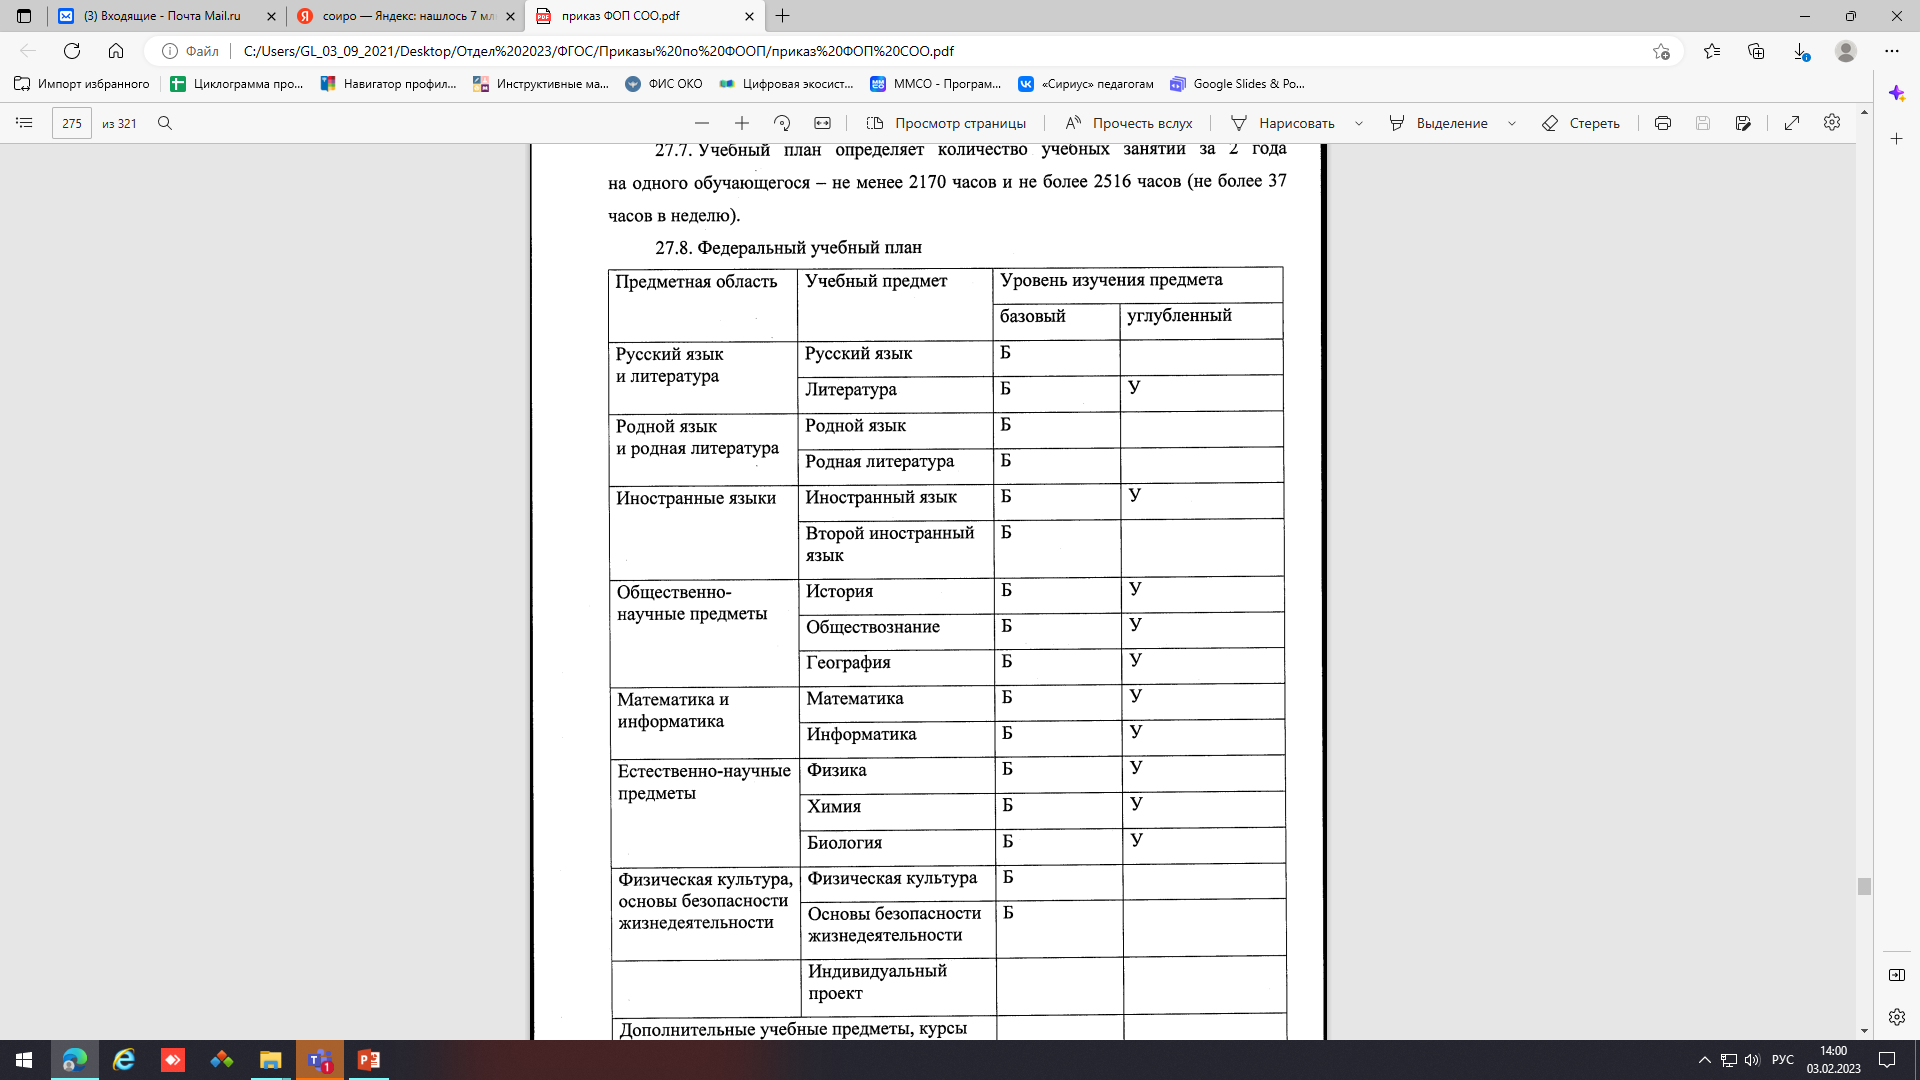 (3) Входящие - Почта Mail.ru
соиро — Яндекс: нашлось 7 мл
приказ ФОП СОО.pdf
Файл
C:/Users/GL_03_09_2021/Desktop/Отдел%202023/ФГОС/Приказы%20по%20ФООП/приказ%20ФОП%20СОО.pdf
Импорт избранного
Циклограмма про...
Навигатор профил...
Инструктивные ма...
ФИС ОКО
Цифровая экосист...
ММСО - Програм...
«Сириус» педагогам
Google Slides & Po...
275 из 321
Просмотр страницы
Прочесть вслух
Нарисовать
Выделение
Стереть
27.7. Учебный план определяет количество учебных занятий за 2 года
на одного обучающегося – не менее 2170 часов и не более 2516 часов (не более 37
часов в неделю).
27.8. Федеральный учебный план
Предметная область Учебный предмет Уровень изучения предмета
базовый углубленный
Русский язык
и литература
Русский язык Б
Литература Б У
Родной язык
и родная литература
Родной язык Б
Родная литература Б
Иностранные языки
Иностранный язык Б У
Второй иностранный
язык
Б
Общественно-
научные предметы
История Б У
Обществознание Б У
География Б У
Математика и
информатика
Математика Б У
Информатика Б У
Естественно-научные
предметы
Физика Б У
Химия Б У
Биология Б У
Физическая культура,
основы безопасности
жизнедеятельности
Физическая культура Б
Основы безопасности
жизнедеятельности
Б
Индивидуальный
проект
Дополнительные учебные предметы, курсы
РУС
14:00
03.02.2023